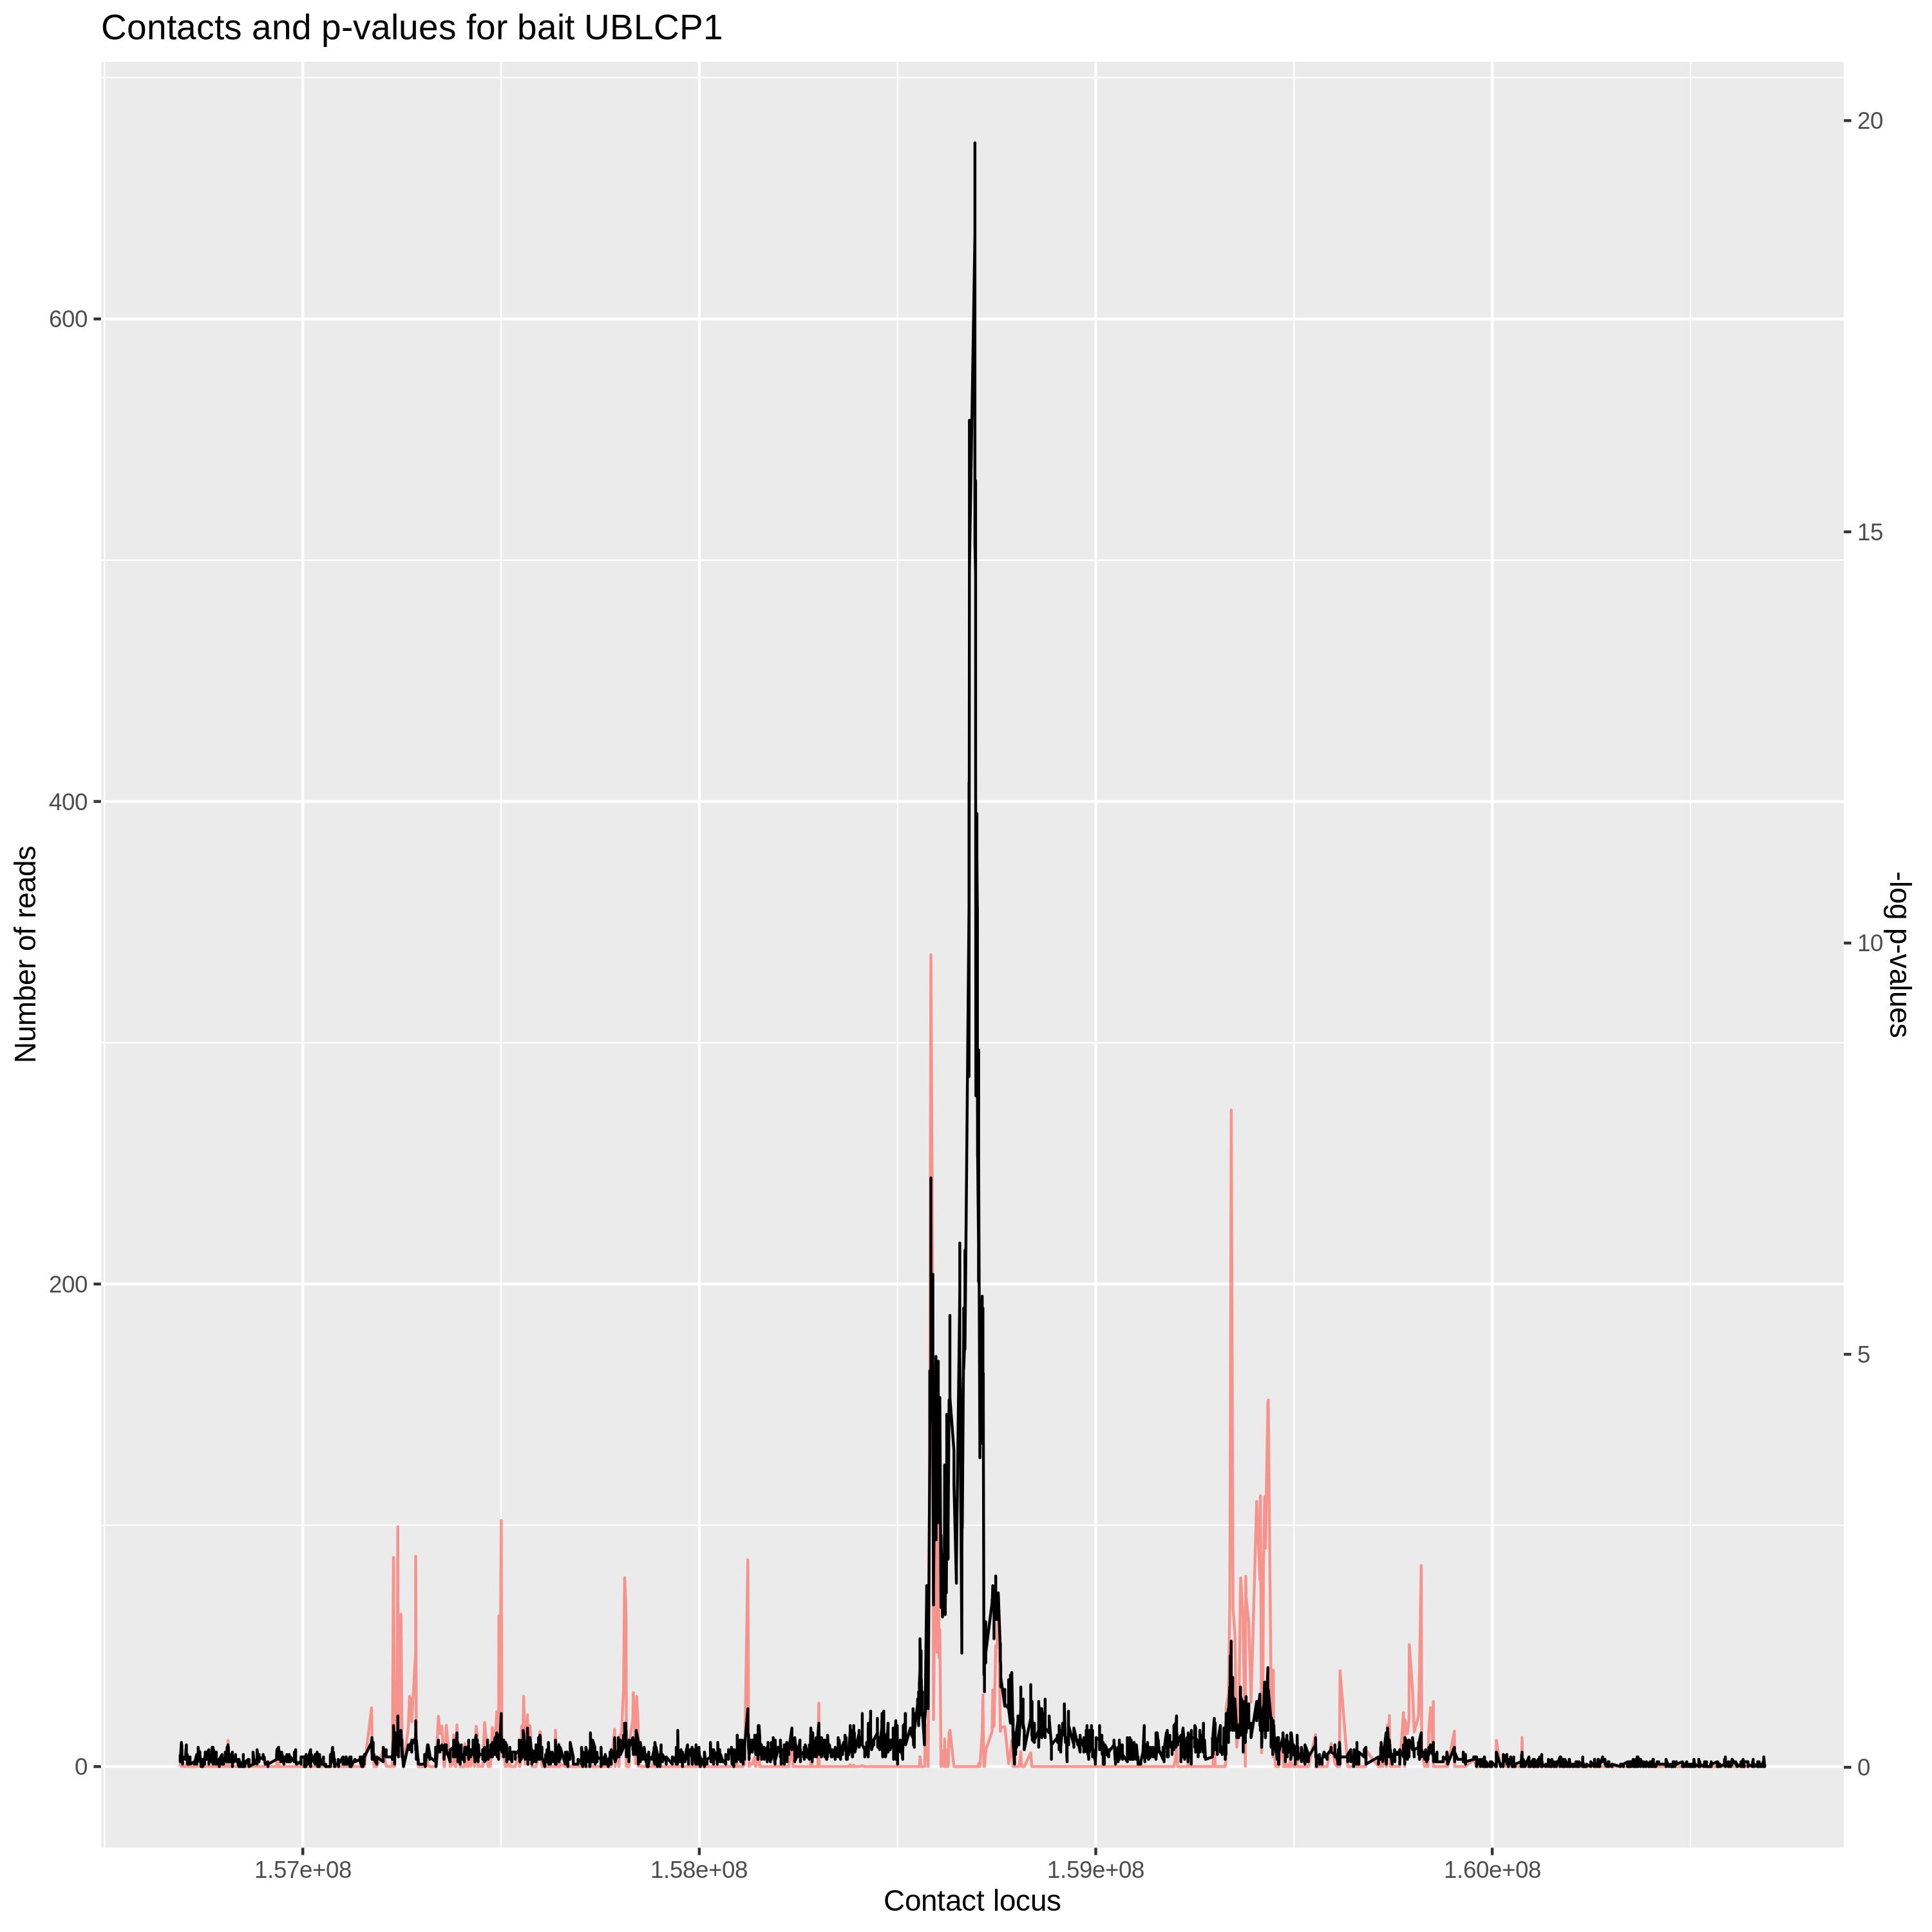 Contacts and p-values for bait UBLCP1
20
600
15
400
10
Number of reads
-log p-values
200
5
0
0
1.57e+08
1.58e+08
1.59e+08
1.60e+08
Contact locus